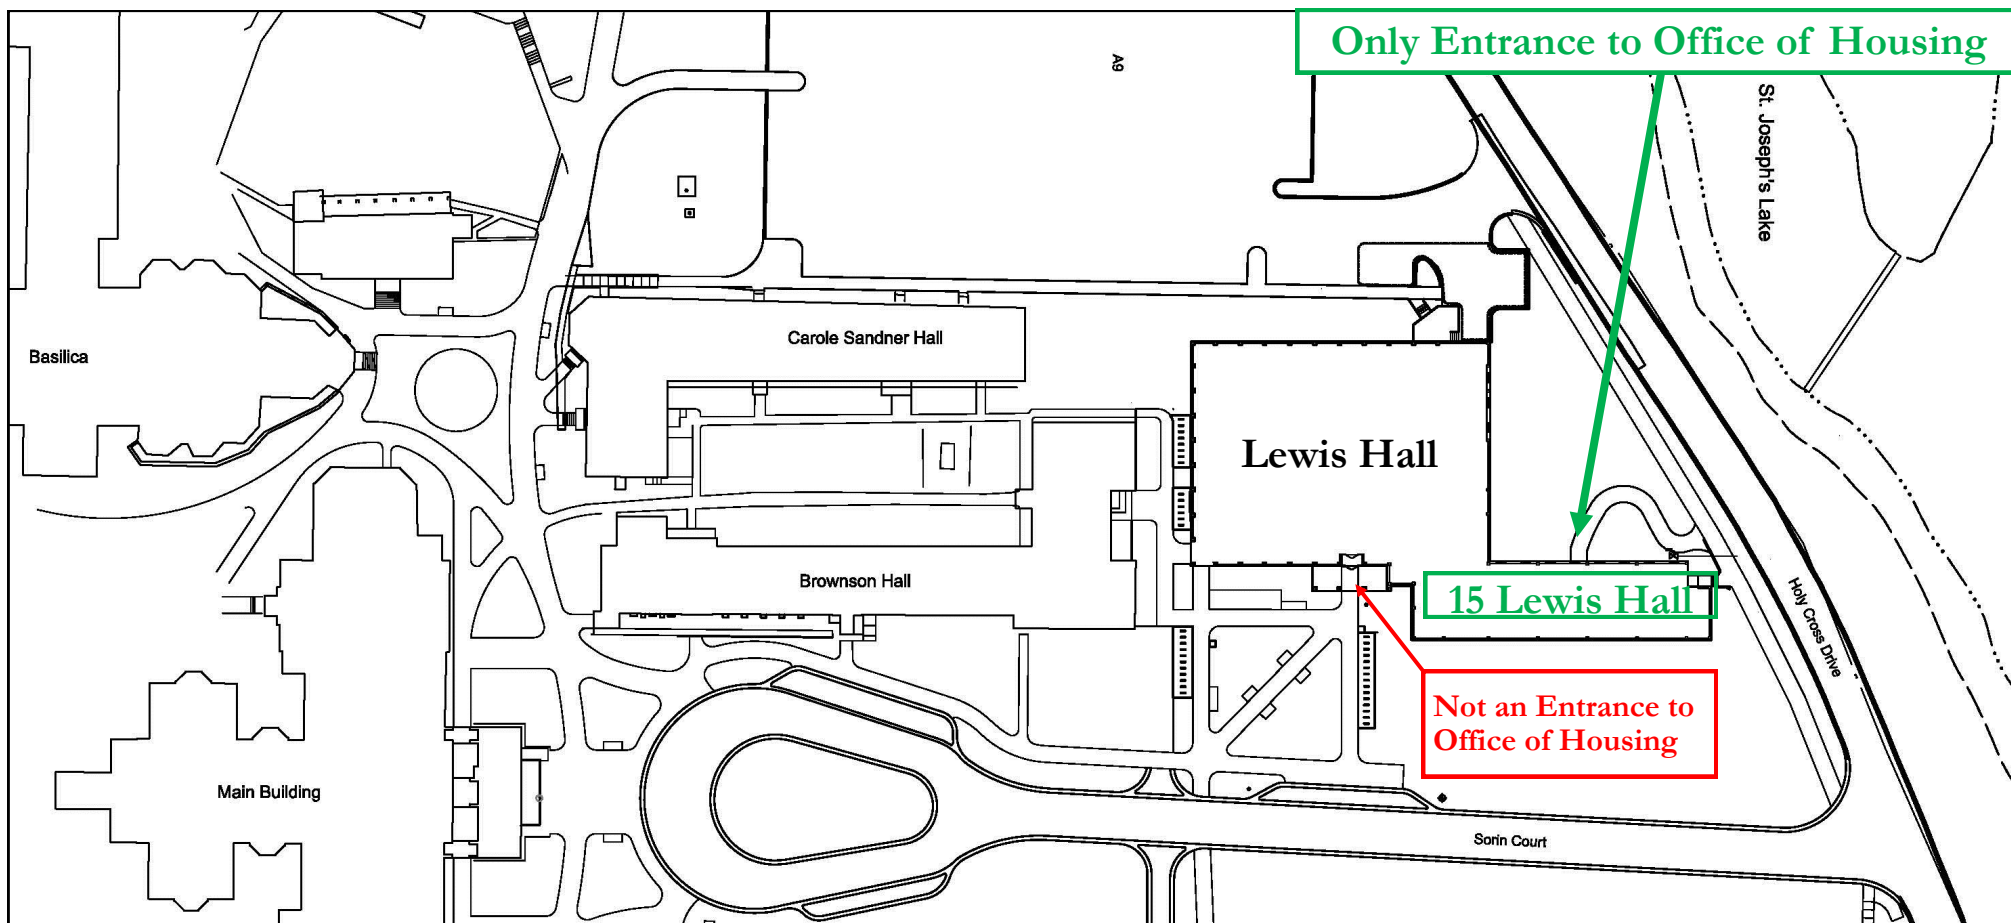 Only Entrance to Office of Housing
A9
St. Joseph's Lake
Carole Sandner Hall
Basilica
Lewis Hall
Brownson Hall
15 Lewis Hall
Holy Cross Drive
Not an Entrance to
Office of Housing
Main Building
Sorin Court